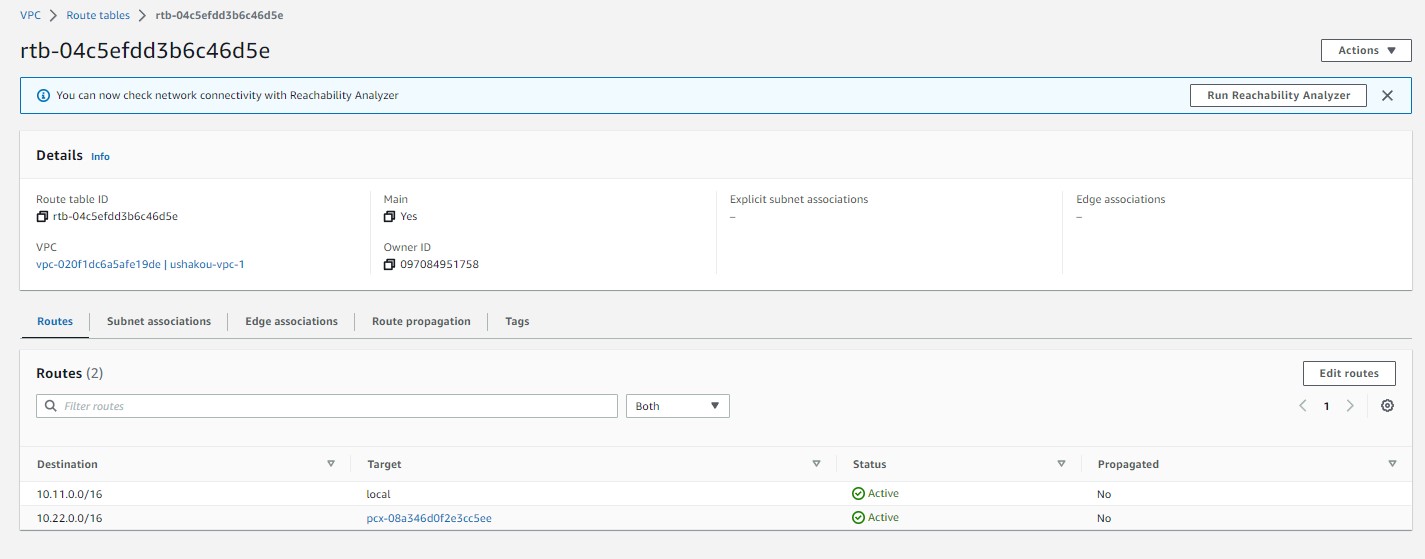 VPC > Route tables > rtb-04c5efdd3b6c46d5e
rtb-04c5efdd3b6c46d5e
Actions
You can now check network connectivity with Reachability Analyzer
Run Reachability Analyzer
Details Info
Route table ID
rtb-04c5efdd3b6c46d5e
Main
Yes
Explicit subnet associations
–
Edge associations
–
VPC
vpc-020f1dc6a5afe19de | ushakou-vpc-1
Owner ID
097084951758
Routes
Subnet associations
Edge associations
Route propagation
Tags
Routes (2)
Edit routes
Filter routes
Both
1
Destination Target Status Propagated
10.11.0.0/16 local Active No
10.22.0.0/16 pcx-08a346d0f2e3cc5ee Active No